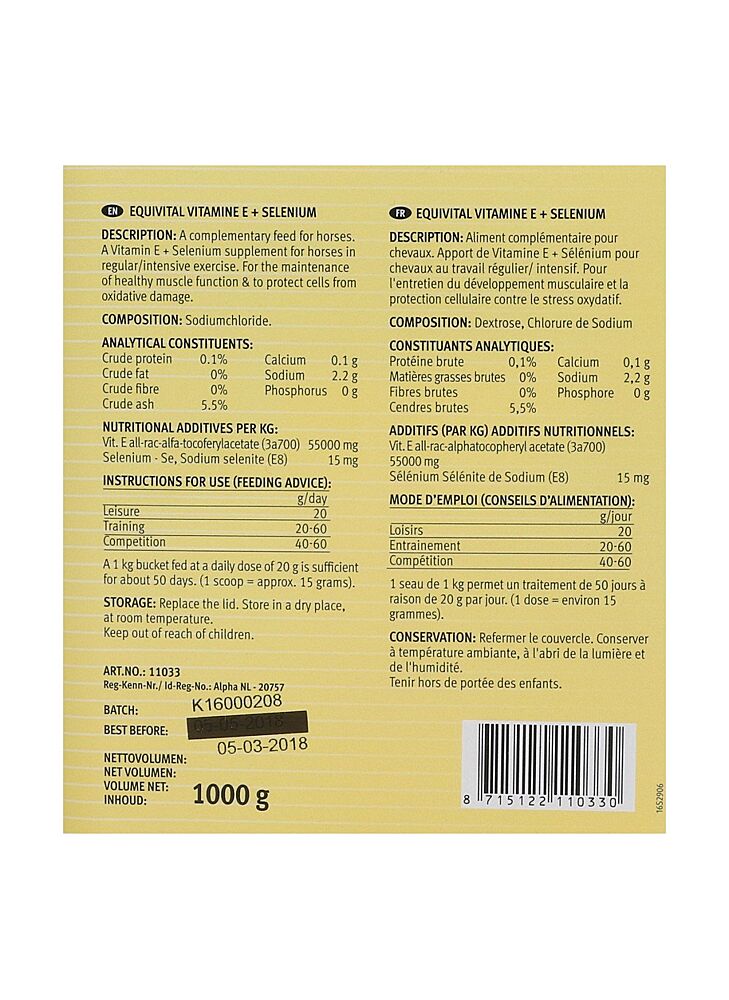 EN EQUIVITAL VITAMINE E + SELENIUM
DESCRIPTION: A complementary feed for horses.
A Vitamin E + Selenium supplement for horses in
regular/intensive exercise. For the maintenance
of healthy muscle function & to protect cells from
oxidative damage.
COMPOSITION: Sodiumchloride.
ANALYTICAL CONSTITUENTS:
Crude protein 0.1% Calcium 0.1 g
Crude fat 0% Sodium 2.2 g
Crude fibre 0% Phosphorus 0 g
Crude ash 5.5%
NUTRITIONAL ADDITIVES PER KG:
Vit. E all-rac-alfa-tocoferylacetate (3a700) 55000 mg
Selenium - Se, Sodium selenite (E8) 15 mg
INSTRUCTIONS FOR USE (FEEDING ADVICE):
g/day
Leisure 20
Training 20-60
Competition 40-60
A 1 kg bucket fed at a daily dose of 20 g is sufficient
for about 50 days. (1 scoop = approx. 15 grams).
STORAGE: Replace the lid. Store in a dry place,
at room temperature.
Keep out of reach of children.
ART.NO.: 11033
Reg-Kenn-Nr./ Id-Reg-No.: Alpha NL - 20757
BATCH: K16000208
BEST BEFORE: 05-05-2018
05-03-2018
NETTOVOLUMEN:
NET VOLUMEN:
VOLUME NET:
INHOUD: 1000 g
FR EQUIVITAL VITAMINE E + SELENIUM
DESCRIPTION: Aliment complémentaire pour
chevaux. Apport de Vitamine E + Sélénium pour
chevaux au travail régulier/ intensif. Pour
l'entretien du développement musculaire et la
protection cellulaire contre le stress oxydatif.
COMPOSITION: Dextrose, Chlorure de Sodium
CONSTITUANTS ANALYTIQUES:
Protéine brute 0,1% Calcium 0,1 g
Matières grasses brutes 0% Sodium 2,2 g
Fibres brutes 0% Phosphore 0 g
Cendres brutes 5,5%
ADDITIFS (PAR KG) ADDITIFS NUTRITIONNELS:
Vit. E all-rac-alphatocopheryl acetate (3a700)
55000 mg
Sélénium Sélénite de Sodium (E8) 15 mg
MODE D'EMPLOI (CONSEILS D'ALIMENTATION):
g/jour
Loisirs 20
Entrainement 20-60
Compétition 40-60
1 seau de 1 kg permet un traitement de 50 jours à
raison de 20 g par jour. (1 dose = environ 15
grammes).
CONSERVATION: Refermer le couvercle. Conserver
à température ambiante, à l'abri de la lumière et
de l'humidité.
Tenir hors de portée des enfants.
8 715122 110330
1652906